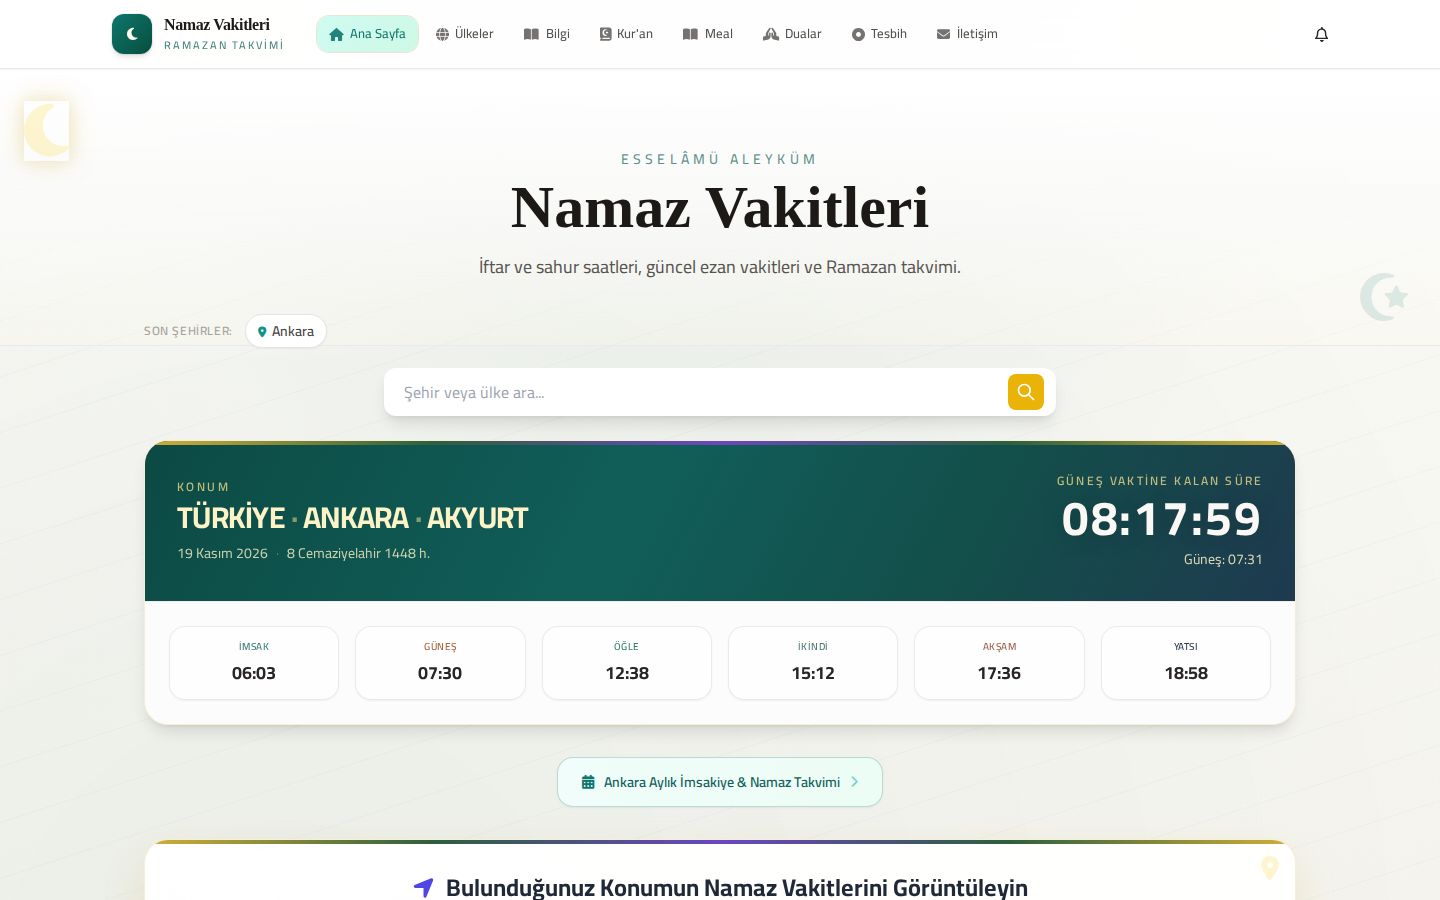 Namaz Vakitleri
RAMAZAN TAKVİMİ
Ana Sayfa
Ülkeler
Bilgi
Kur'an
Meal
Dualar
Tesbih
İletişim
ESSELÂMÜ ALEYKÜM
Namaz Vakitleri
İftar ve sahur saatleri, güncel ezan vakitleri ve Ramazan takvimi.
SON ŞEHİRLER:
Ankara
Şehir veya ülke ara...
KONUM
TÜRKİYE · ANKARA · AKYURT
19 Kasım 2026 · 8 Cemaziyelahir 1448 h.
GÜNEŞ VAKTİNE KALAN SÜRE
08:17:59
Güneş: 07:31
İMSAK
06:03
GÜNEŞ
07:30
ÖĞLE
12:38
İKİNDİ
15:12
AKŞAM
17:36
YATSI
18:58
Ankara Aylık İmsakiye & Namaz Takvimi
Bulunduğunuz Konumun Namaz Vakitlerini Görüntüleyin